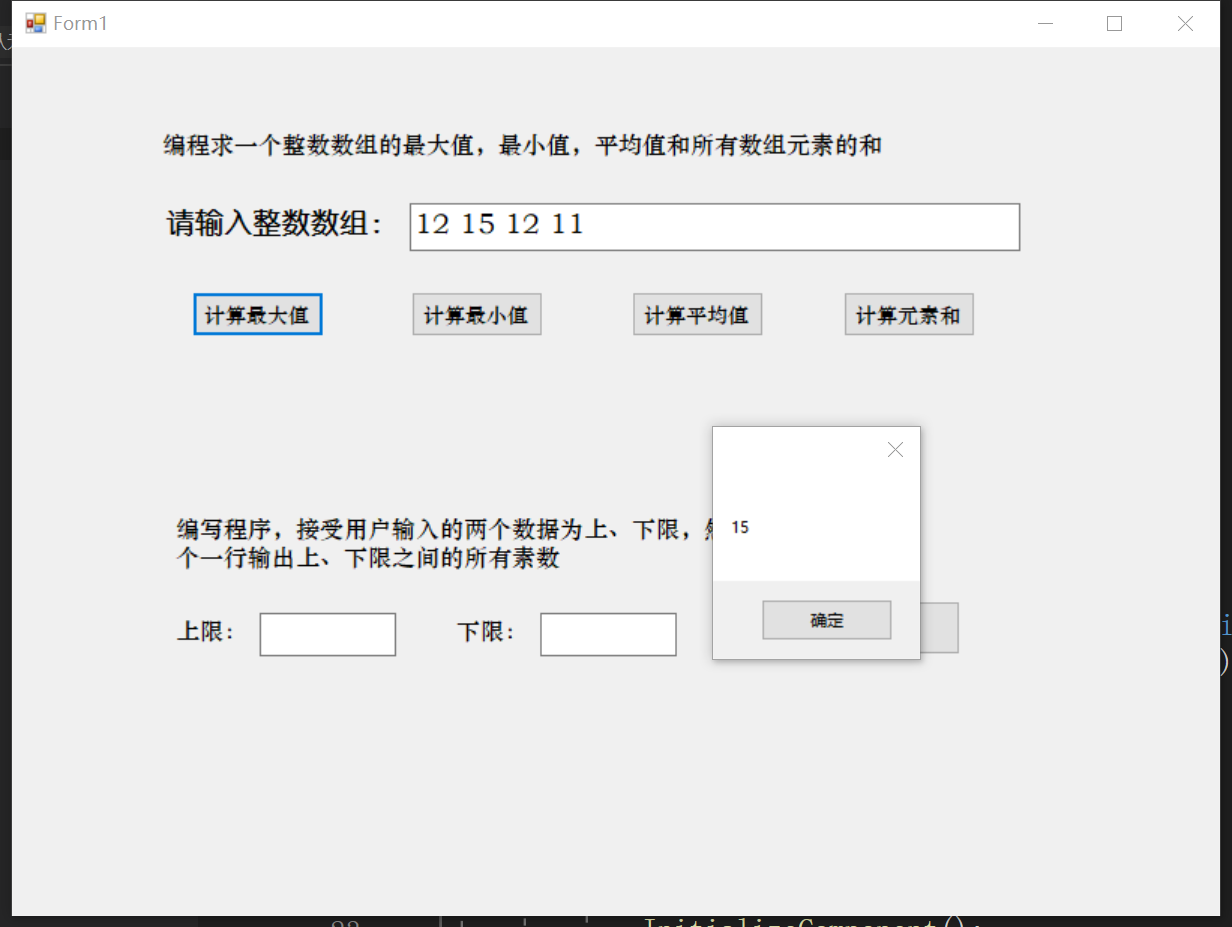 Form1
编程求一个整数数组的最大值，最小值，平均值和所有数组元素的和
请输入整数数组：
12 15 12 11
计算最大值
计算最小值
计算平均值
计算元素和
编写程序，接受用户输入的两个数据为上、下限，
15
个一行输出上、下限之间的所有素数
上限：
下限：
确定
i
)